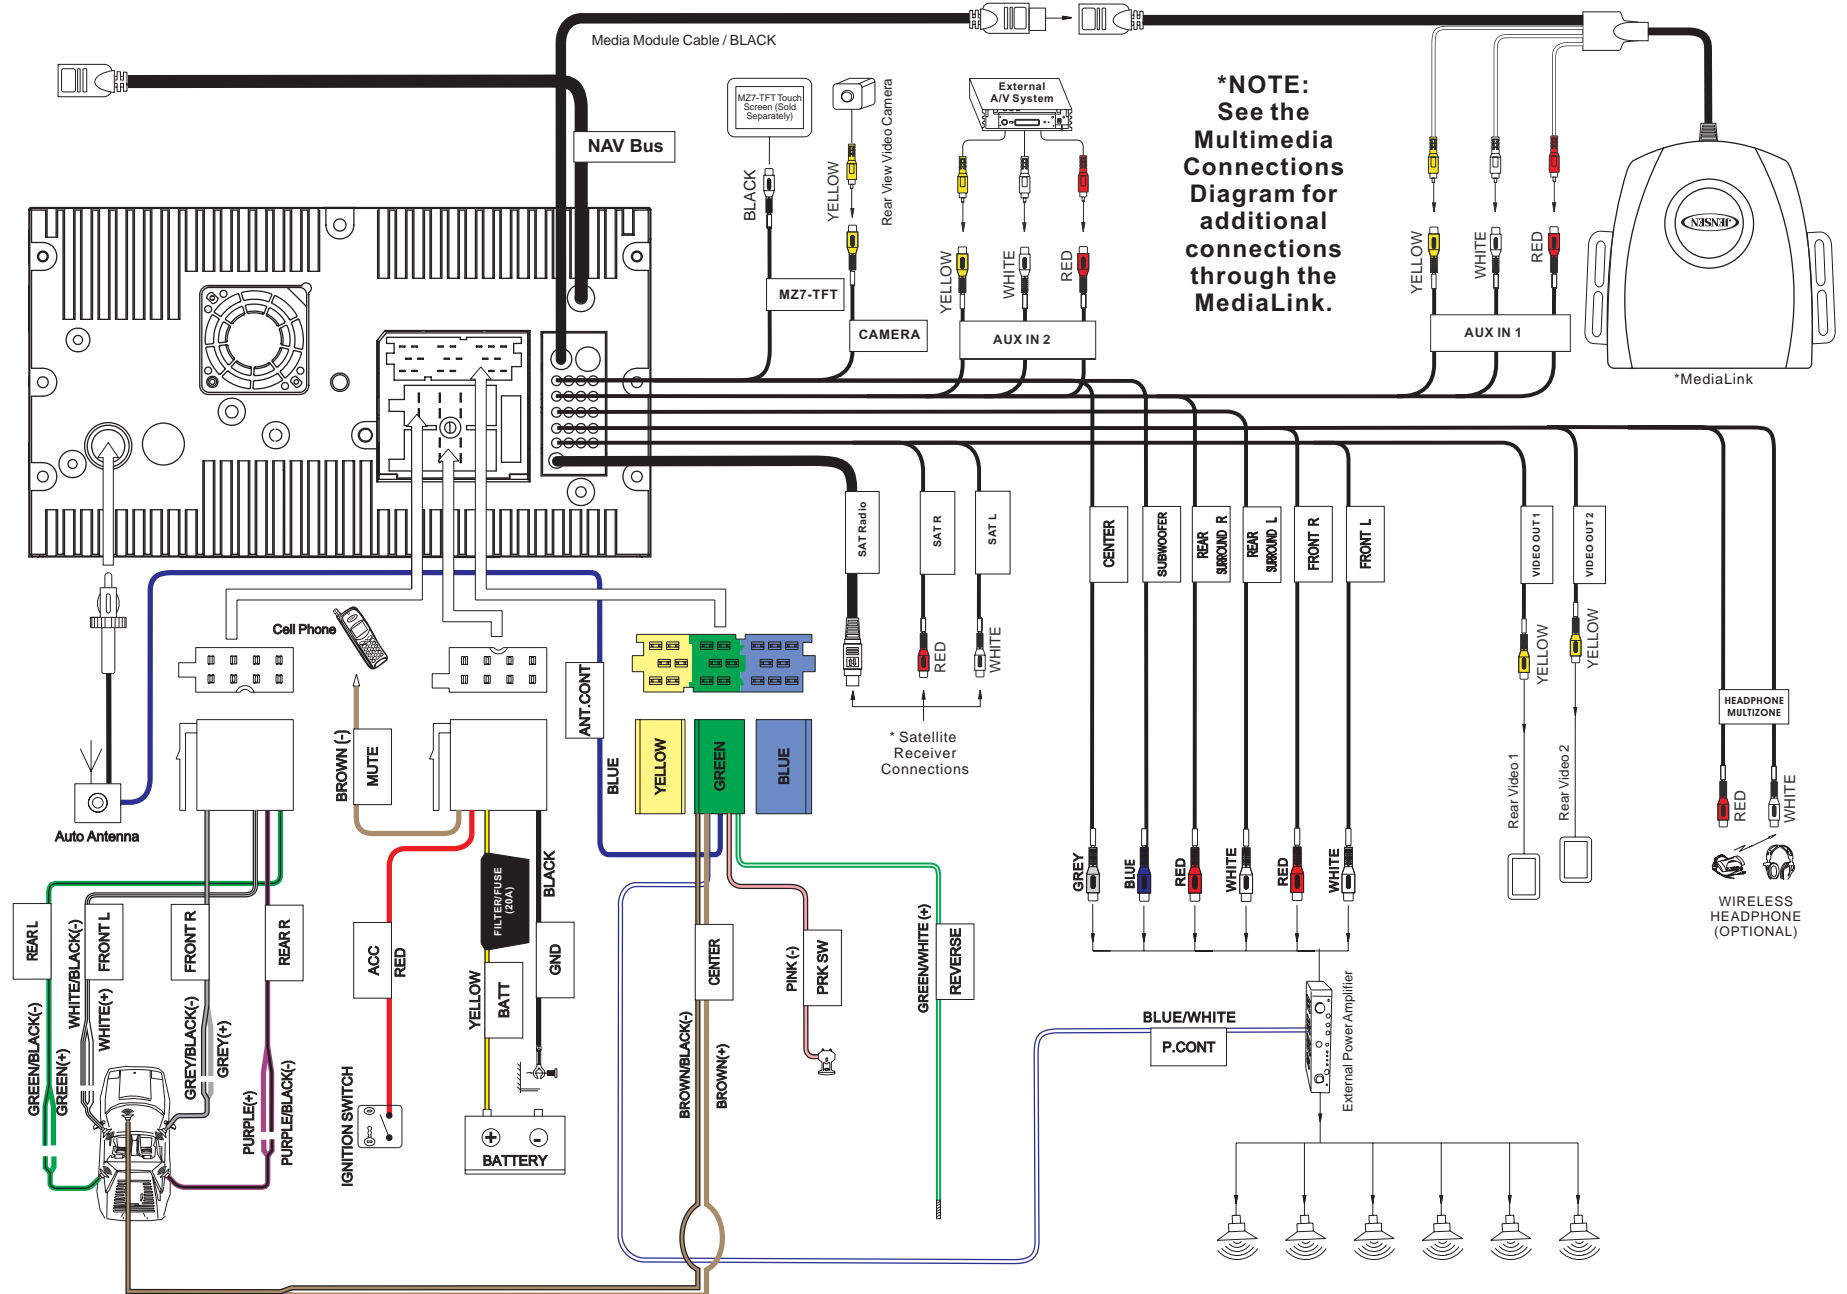 Media Module Cable / BLACK
NAV Bus
MZ7-TFT Touch
Screen (Sold
Separately)
BLACK
MZ7-TFT
YELLOW
Rear View Video Camera
CAMERA
External
A/V System
YELLOW
WHITE
RED
AUX IN 2
*NOTE:
See the
Multimedia
Connections
Diagram for
additional
connections
through the
MediaLink.
YELLOW
WHITE
RED
AUX IN 1
JENSEN
*MediaLink
SAT Radio
SAT R
SAT L
RED
WHITE
* Satellite
Receiver
Connections
CENTER
SUBWOOFER
REAR
SURROUND R
REAR
SURROUND L
FRONT R
FRONT L
VIDEO OUT 1
VIDEO OUT 2
YELLOW
YELLOW
Rear Video 1
Rear Video 2
HEADPHONE
MULTIZONE
RED
WHITE
WIRELESS
HEADPHONE
(OPTIONAL)
GREY
BLUE
RED
WHITE
RED
WHITE
External Power Amplifier
BLUE/WHITE
P.CONT
Cell Phone
ANT.CONT
BLUE
BROWN (-)
MUTE
YELLOW
GREEN
BLUE
Auto Antenna
REAR L
WHITE/BLACK(-)
FRONT L
FRONT R
REAR R
GREEN/BLACK(-)
GREEN(+)
WHITE(+)
GREY/BLACK(-)
GREY(+)
PURPLE(+)
PURPLE/BLACK(-)
ACC
RED
IGNITION SWITCH
FILTER/FUSE
(20A)
BLACK
GND
YELLOW
BATT
+
-
BATTERY
CENTER
BROWN/BLACK(-)
BROWN(+)
PINK (-)
PRK SW
GREEN/WHITE (+)
REVERSE